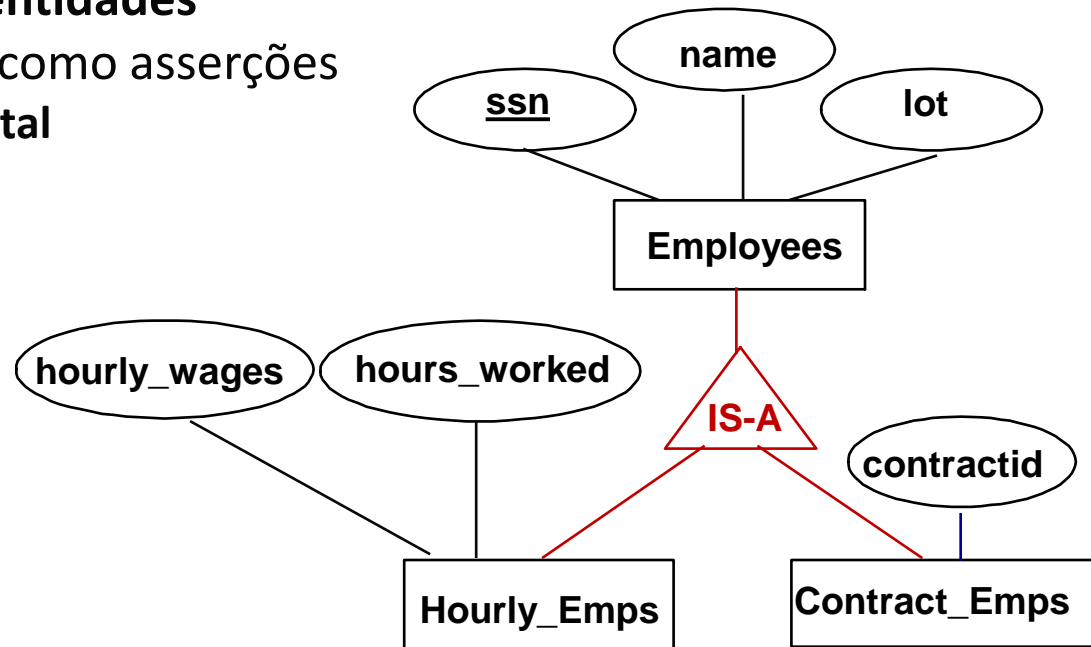 entidades
como asserções
tal
name
ssn
lot
Employees
hourly_wages
hours_worked
IS-A
contractid
Hourly_Emps
Contract_Emps